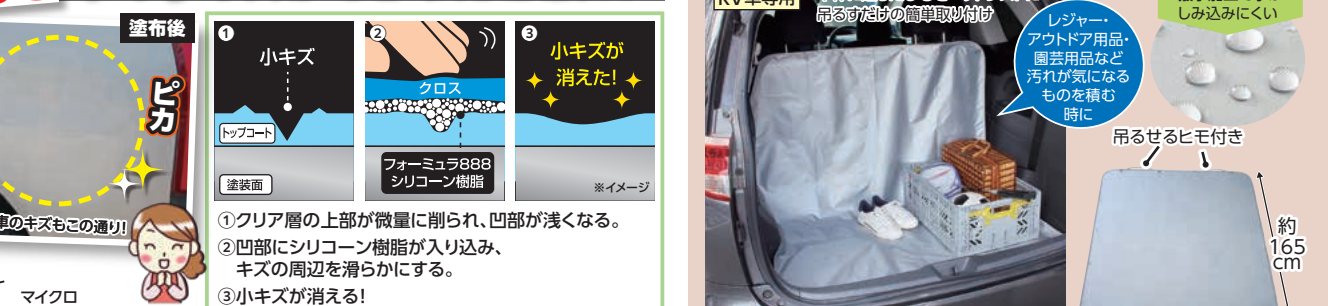 塗布後
ピカ
車のキズもこの通り!
マイクロ
①
小キズ
トップコート
塗装面
②
クロス
フォーミュラ888
シリコーン樹脂
③
小キズが
消えた!
※イメージ
①クリア層の上部が微量に削られ、凹部が浅くなる。
②凹部にシリコーン樹脂が入り込み、
キズの周辺を滑らかにする。
③小キズが消える!
RV車専用
吊るすだけの簡単取り付け
レジャー・
アウトドア用品・
園芸用品など
汚れが気になる
ものを積む
時に
しみ込みにくい
吊るせるヒモ付き
約
165
cm